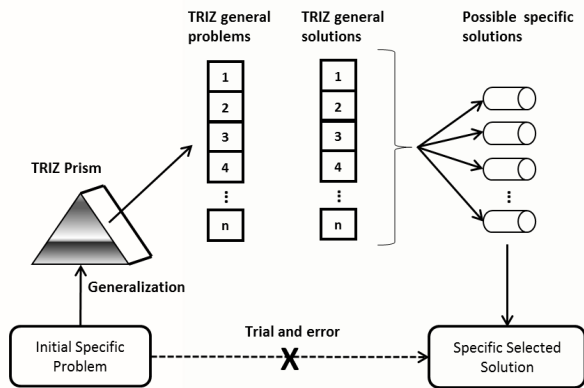 TRIZ general
problems
TRIZ general
solutions
Possible specific
solutions
1
2
3
4
...
n
1
2
3
4
...
n
...
TRIZ Prism
Generalization
Initial Specific
Problem
Trial and error
X
Specific Selected
Solution